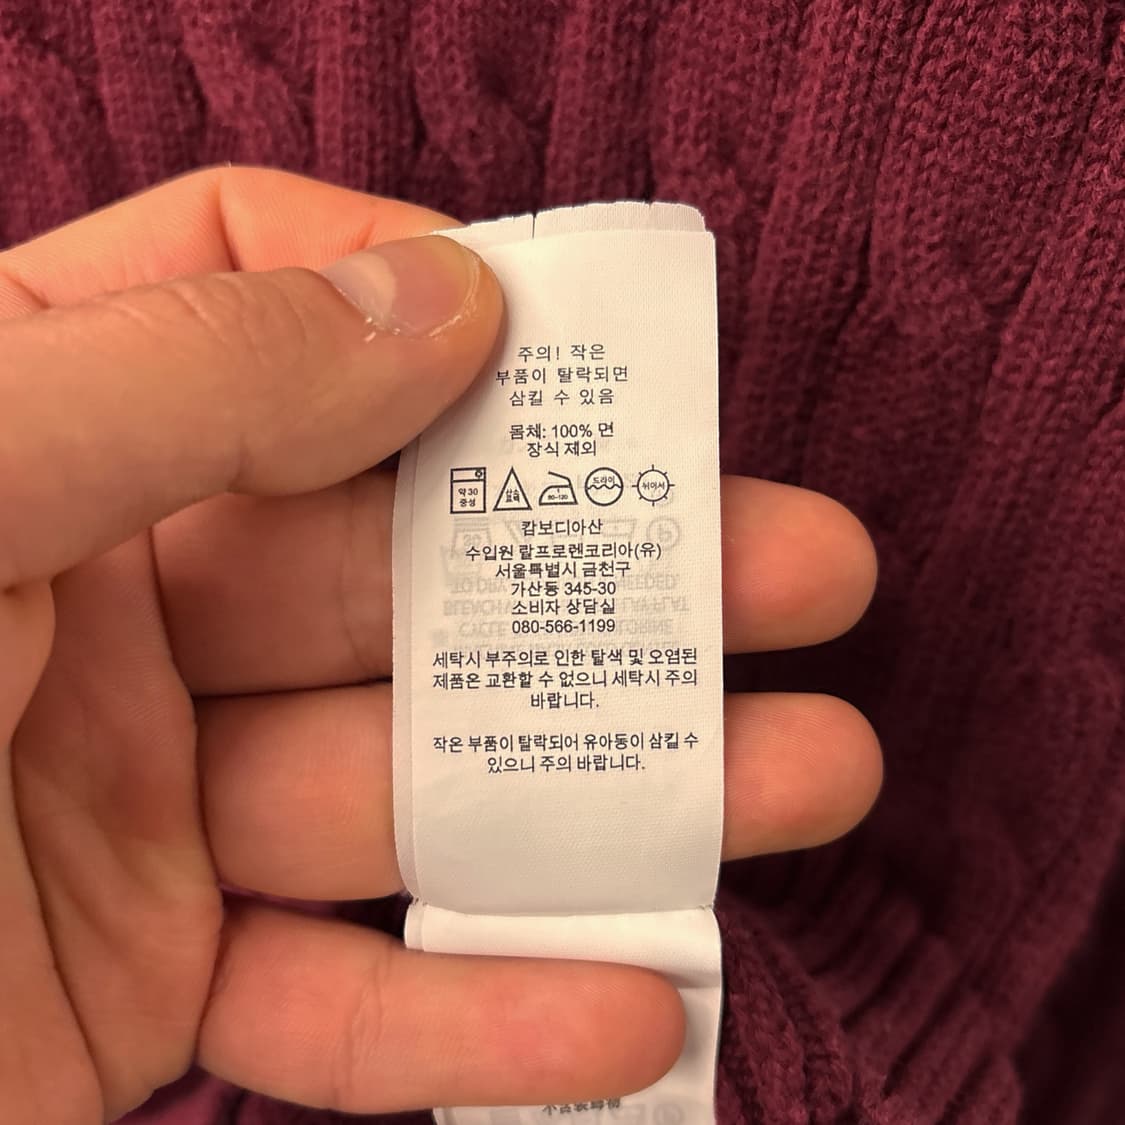 주의! 작은
부품이 탈락되면
삼킬 수 있음
몸체: 100% 면
장식 제외
약 30
중성
산소
표백
80-120
드라이
뉘어서
캄보디아산
수입원 랄프로렌코리아(유)
서울특별시 금천구
가산동 345-30
소비자 상담실
080-566-1199
세탁시 부주의로 인한 탈색 및 오염된
제품은 교환할 수 없으니 세탁시 주의
바랍니다.
작은 부품이 탈락되어 유아동이 삼킬 수
있으니 주의 바랍니다.